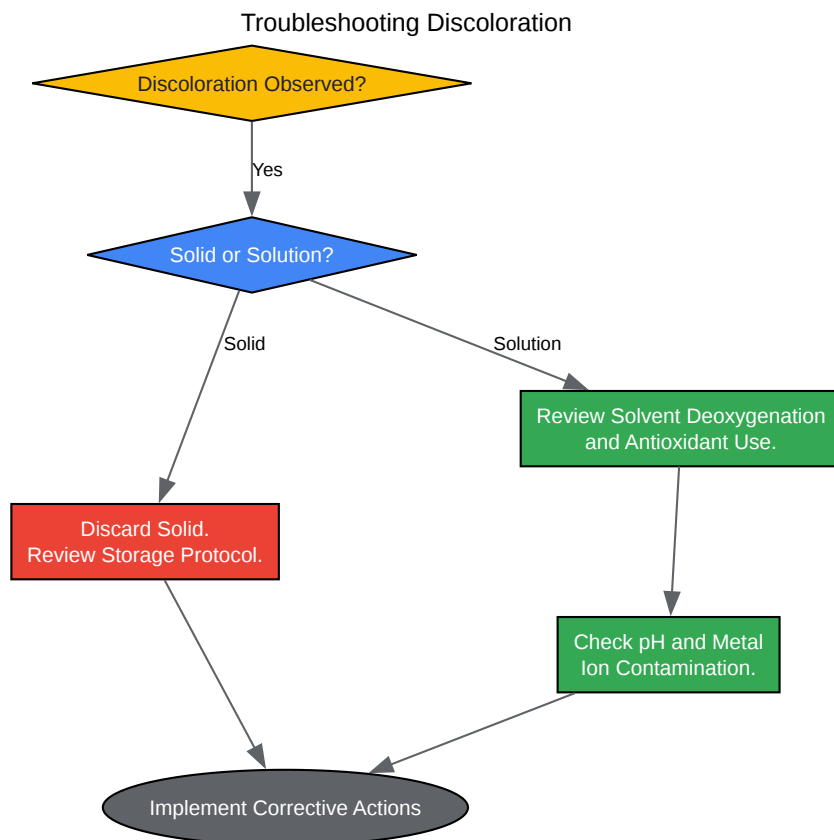 Troubleshooting Discoloration
Discoloration Observed?
Yes
Solid or Solution?
Solid
Solution
Review Solvent Deoxygenation
and Antioxidant Use.
Discard Solid.
Review Storage Protocol.
Check pH and Metal
Ion Contamination.
Implement Corrective Actions